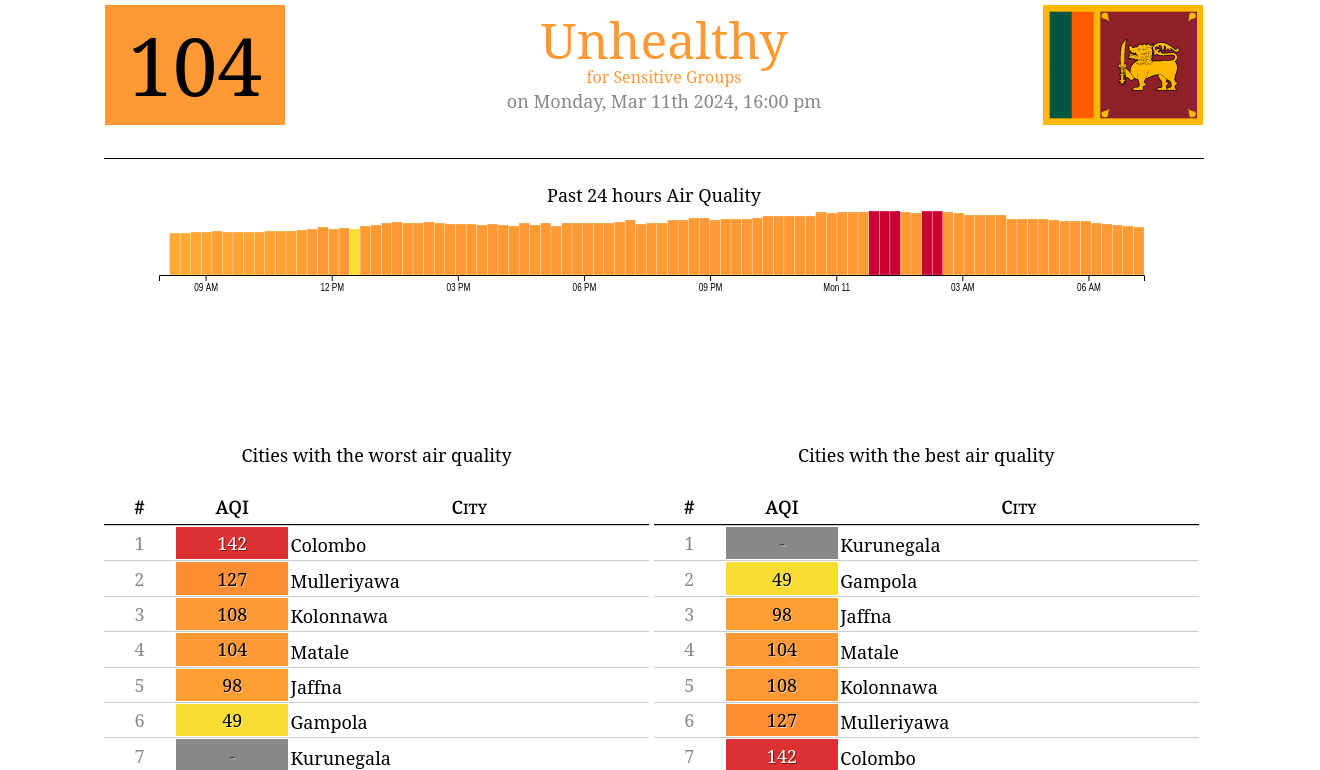 104
Unhealthy
for Sensitive Groups
on Monday, Mar 11th 2024, 16:00 pm
Past 24 hours Air Quality
09 AM 12 PM 03 PM 06 PM 09 PM Mon 11 03 AM 06 AM
Cities with the worst air quality
# AQI City
1 142 Colombo
2 127 Mulleriyawa
3 108 Kolonnawa
4 104 Matale
5 98 Jaffna
6 49 Gampola
7 - Kurunegala
Cities with the best air quality
# AQI City
1 - Kurunegala
2 49 Gampola
3 98 Jaffna
4 104 Matale
5 108 Kolonnawa
6 127 Mulleriyawa
7 142 Colombo